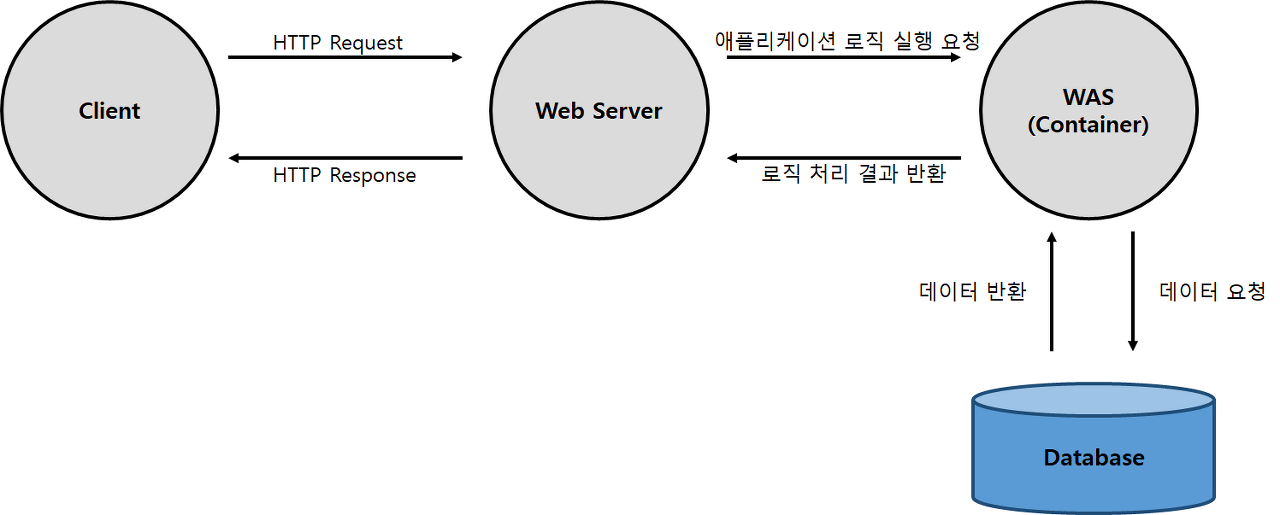 HTTP Request
애플리케이션 로직 실행 요청
Client
Web Server
WAS
(Container)
HTTP Response
로직 처리 결과 반환
데이터 반환
데이터 요청
Database